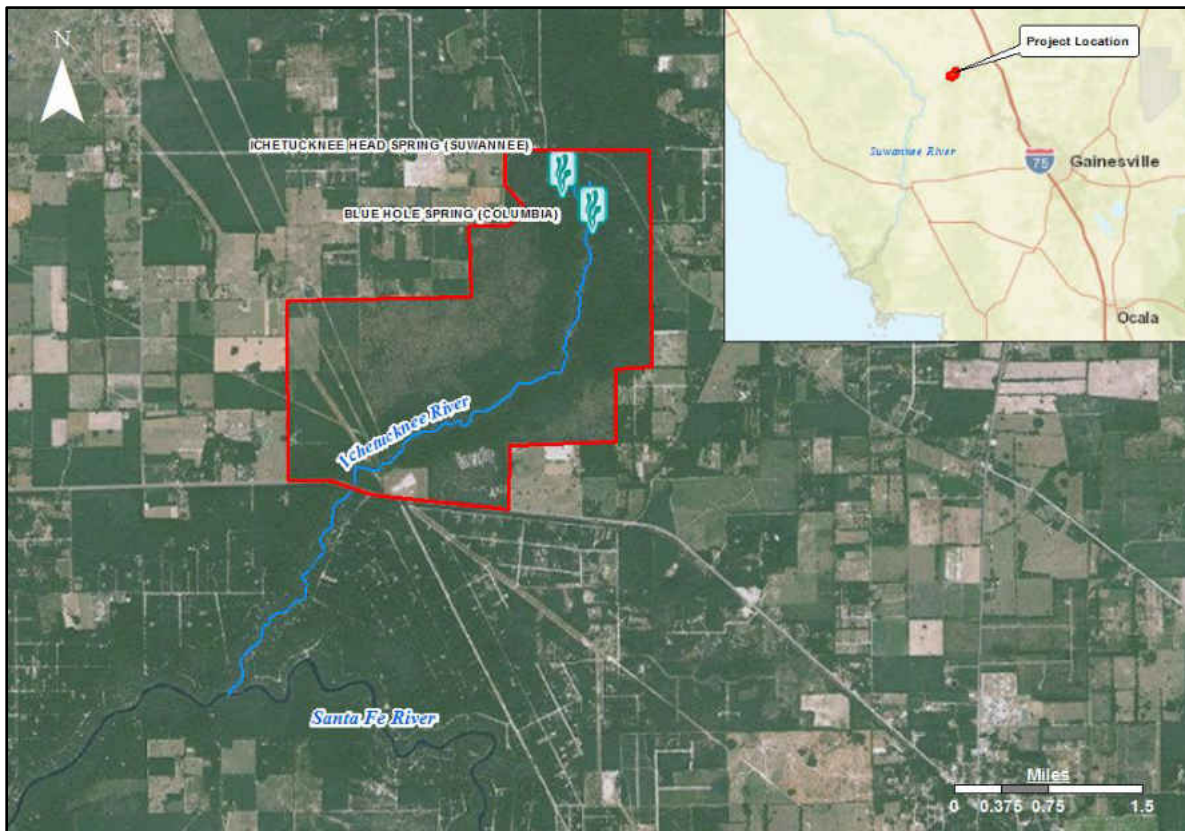 N
Project Location
ICHETUCKNEE HEAD SPRING (SUWANNEE)
Suwannee River
75
Gainesville
BLUE HOLE SPRING (COLUMBIA)
Ocala
Ichetucknee River
Santa Fe River
Miles
0 0.375 0.75 1.5